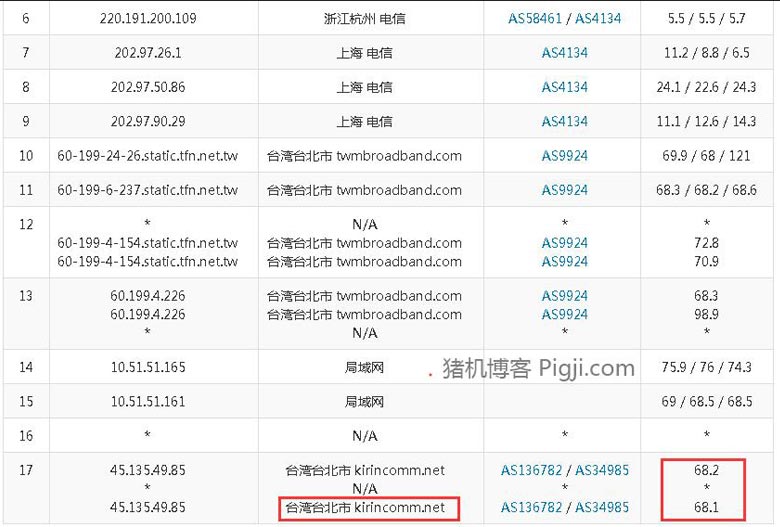 6 220.191.200.109 浙江杭州 电信 AS58461 / AS4134 5.5 / 5.5 / 5.7
7 202.97.26.1 上海 电信 AS4134 11.2 / 8.8 / 6.5
8 202.97.50.86 上海 电信 AS4134 24.1 / 22.6 / 24.3
9 202.97.90.29 上海 电信 AS4134 11.1 / 12.6 / 14.3
10 60-199-24-26.static.tfn.net.tw 台湾台北市 twmbroadband.com AS9924 69.9 / 68 / 121
11 60-199-6-237.static.tfn.net.tw 台湾台北市 twmbroadband.com AS9924 68.3 / 68.2 / 68.6
12 * N/A * *
60-199-4-154.static.tfn.net.tw 台湾台北市 twmbroadband.com AS9924 72.8
60-199-4-154.static.tfn.net.tw 台湾台北市 twmbroadband.com AS9924 70.9
13 60.199.4.226 台湾台北市 twmbroadband.com AS9924 68.3
60.199.4.226 台湾台北市 twmbroadband.com AS9924 98.9
* N/A * *
14 10.51.51.165 局域网 75.9 / 76 / 74.3
. 猪机博客 Pigji.com
15 10.51.51.161 局域网 69 / 68.5 / 68.5
16 * N/A * *
17 45.135.49.85 台湾台北市 kirincomm.net AS136782 / AS34985 68.2
* N/A * *
45.135.49.85 台湾台北市 kirincomm.net AS136782 / AS34985 68.1